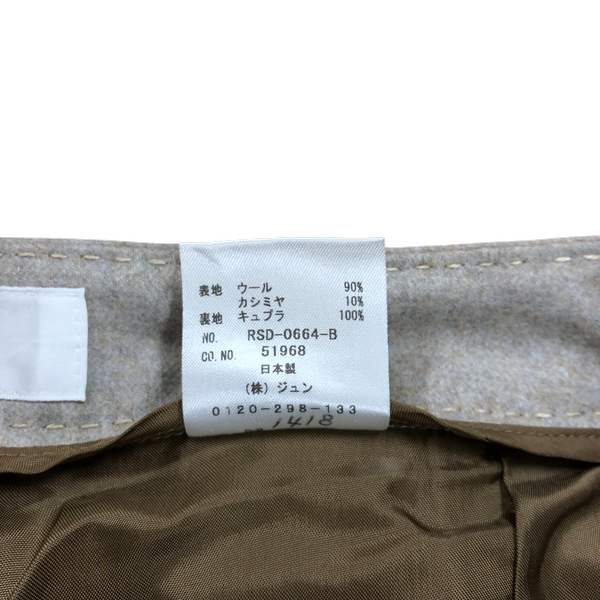 表地 ウール 90%
カシミヤ 10%
裏地 キュプラ 100%
NO. RSD-0664-B
CO.NO. 51968
日本製
(株)ジュン
0120-298-133
1418